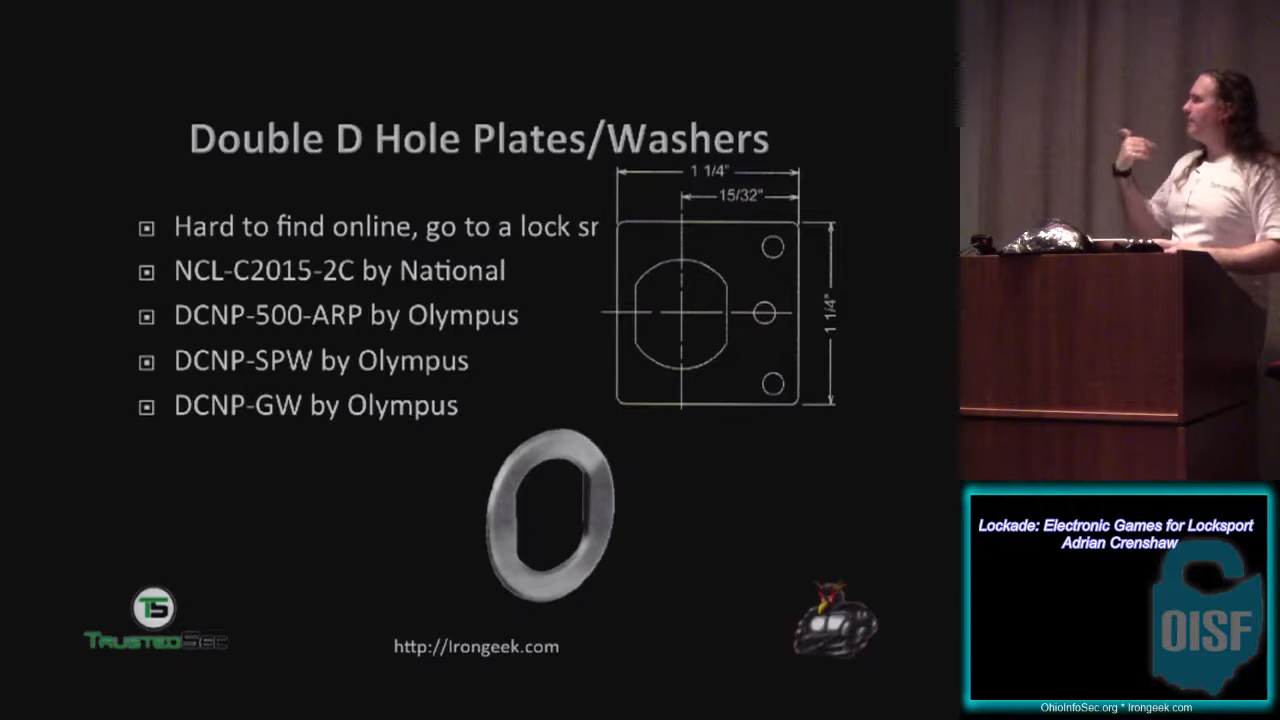 Double D Hole Plates/Washers
1 1/4"
15/32"
Hard to find online, go to a lock
NCL-C2015-2C by National
DCNP-500-ARP by Olympus
DCNP-SPW by Olympus
DCNP-GW by Olympus
1 1/4"
TS
TRUSTEDSEC
http://Irongeek.com
Lockade: Electronic Games for Locksport
Adrian Crenshaw
OISF
OhioInfoSec.org * Irongeek.com